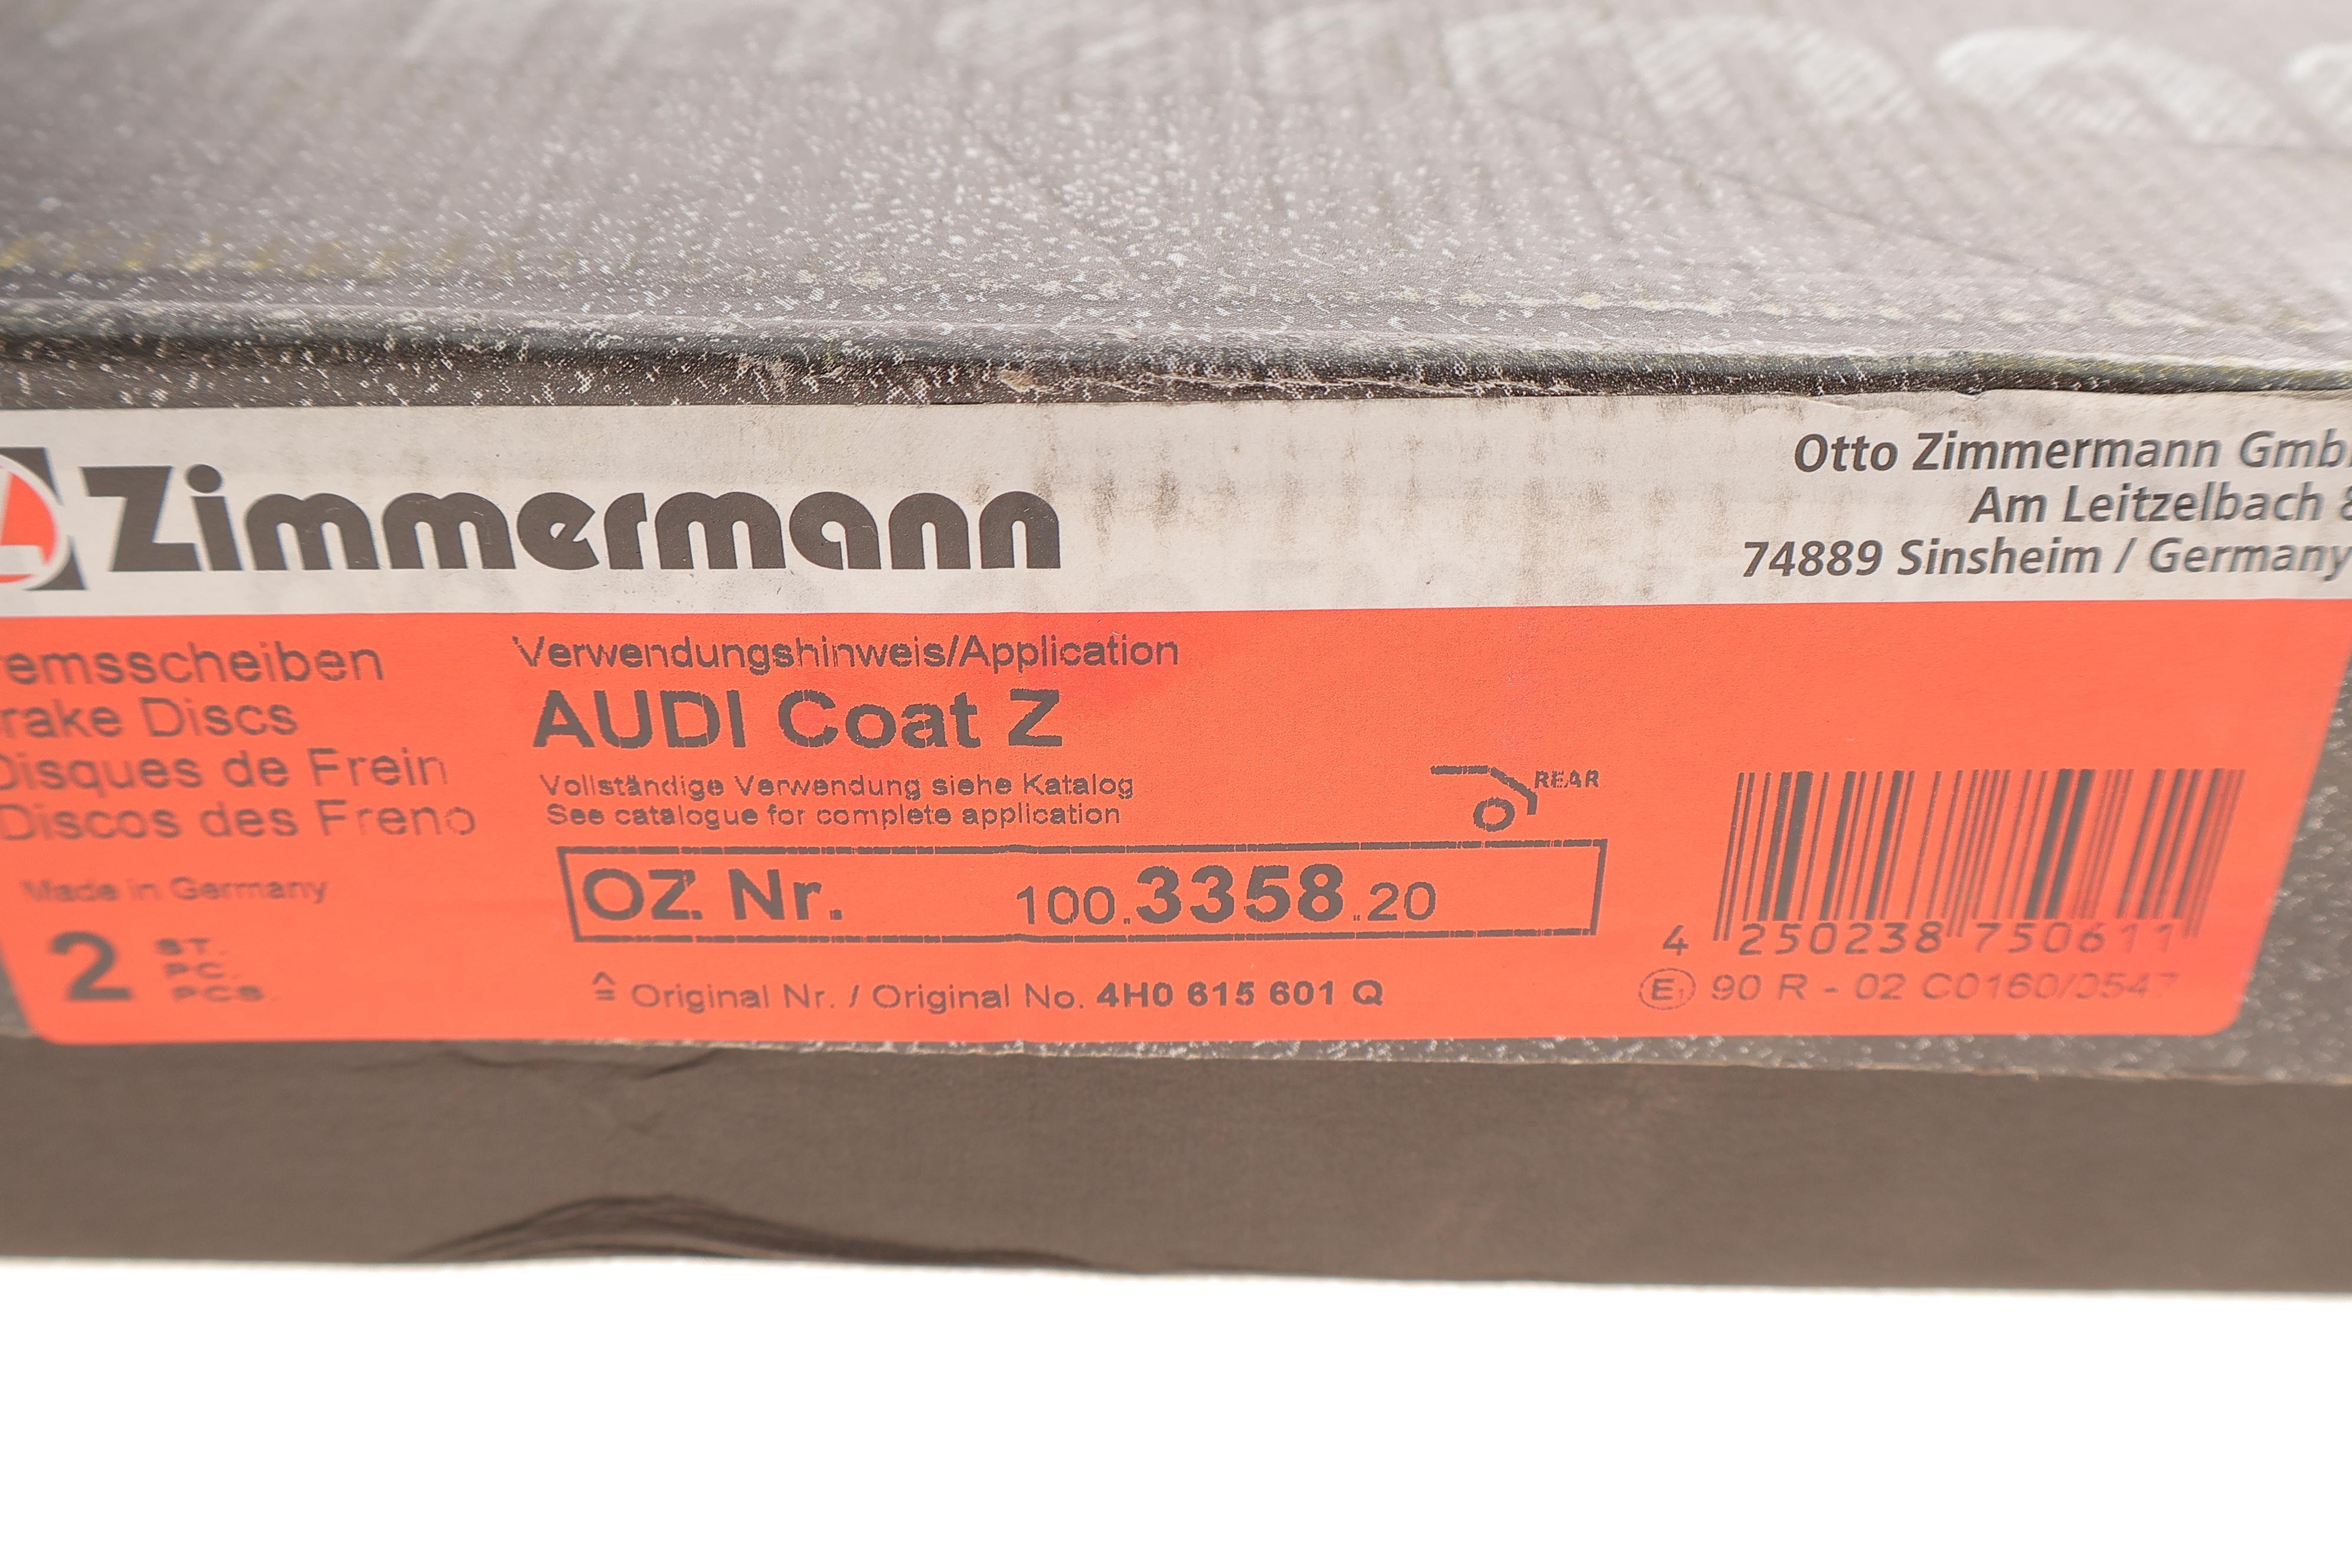 Zimmermann
Otto Zimmermann Gmb
Am Leitzelbach 8
74889 Sinsheim / Germany
remsscheiben
rake Discs
Disques de Frein
Discos des Freno
Made in Germany
2 ST.
PC.
PCS.
Verwendungshinweis/Application
AUDI Coat Z
Vollständige Verwendung siehe Katalog
See catalogue for complete application
REAR
OZ. Nr. 100.3358.20
≙ Original Nr. / Original No. 4H0 615 601 Q
4 250238 750611
E1 90 R - 02 C0160/0547